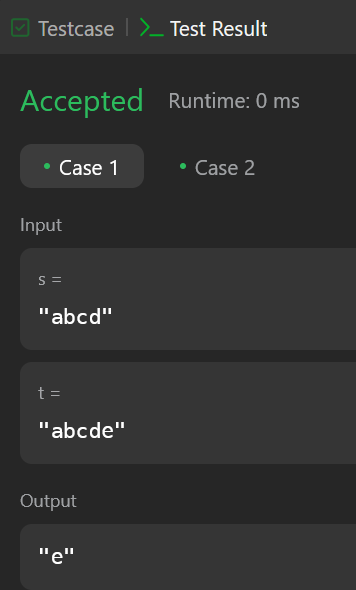 Testcase | Test Result
Accepted Runtime: 0 ms
Case 1 Case 2
Input
s =
"abcd"
t =
"abcde"
Output
"e"